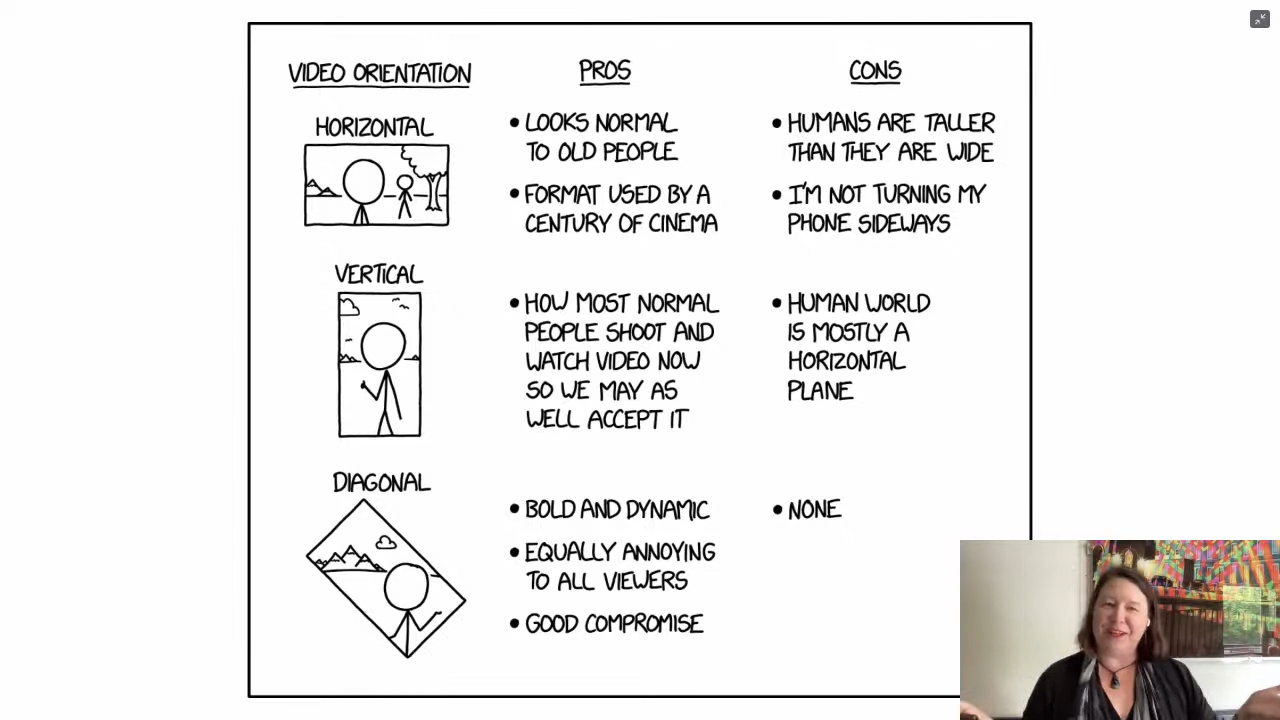 VIDEO ORIENTATION
PROS
CONS
HORIZONTAL
• LOOKS NORMAL
TO OLD PEOPLE
• FORMAT USED BY A
CENTURY OF CINEMA
• HUMANS ARE TALLER
THAN THEY ARE WIDE
• I'M NOT TURNING MY
PHONE SIDEWAYS
VERTICAL
• HOW MOST NORMAL
PEOPLE SHOOT AND
WATCH VIDEO NOW
SO WE MAY AS
WELL ACCEPT IT
• HUMAN WORLD
IS MOSTLY A
HORIZONTAL
PLANE
DIAGONAL
• BOLD AND DYNAMIC
• EQUALLY ANNOYING
TO ALL VIEWERS
• GOOD COMPROMISE
• NONE